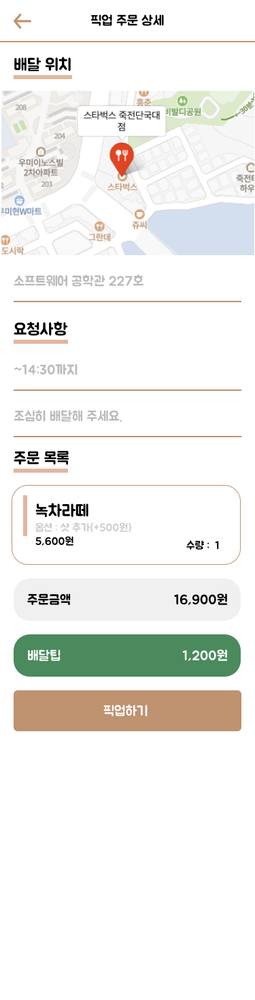 픽업 주문 상세
배달 위치
208
홍춘
비발디공원
30분
스타벅스 죽전단국대
점
204
우미이노스빌
2차아파트
203
스타벅스
죽전
하우
우미현W마트
쥬씨
그란데
도시락
소프트웨어 공학관 227호
요청사항
~14:30까지
조심히 배달해 주세요.
주문 목록
녹차라떼
옵션 : 샷 추가(+500원)
5,600원
수량 : 1
주문금액 16,900원
배달팁 1,200원
픽업하기